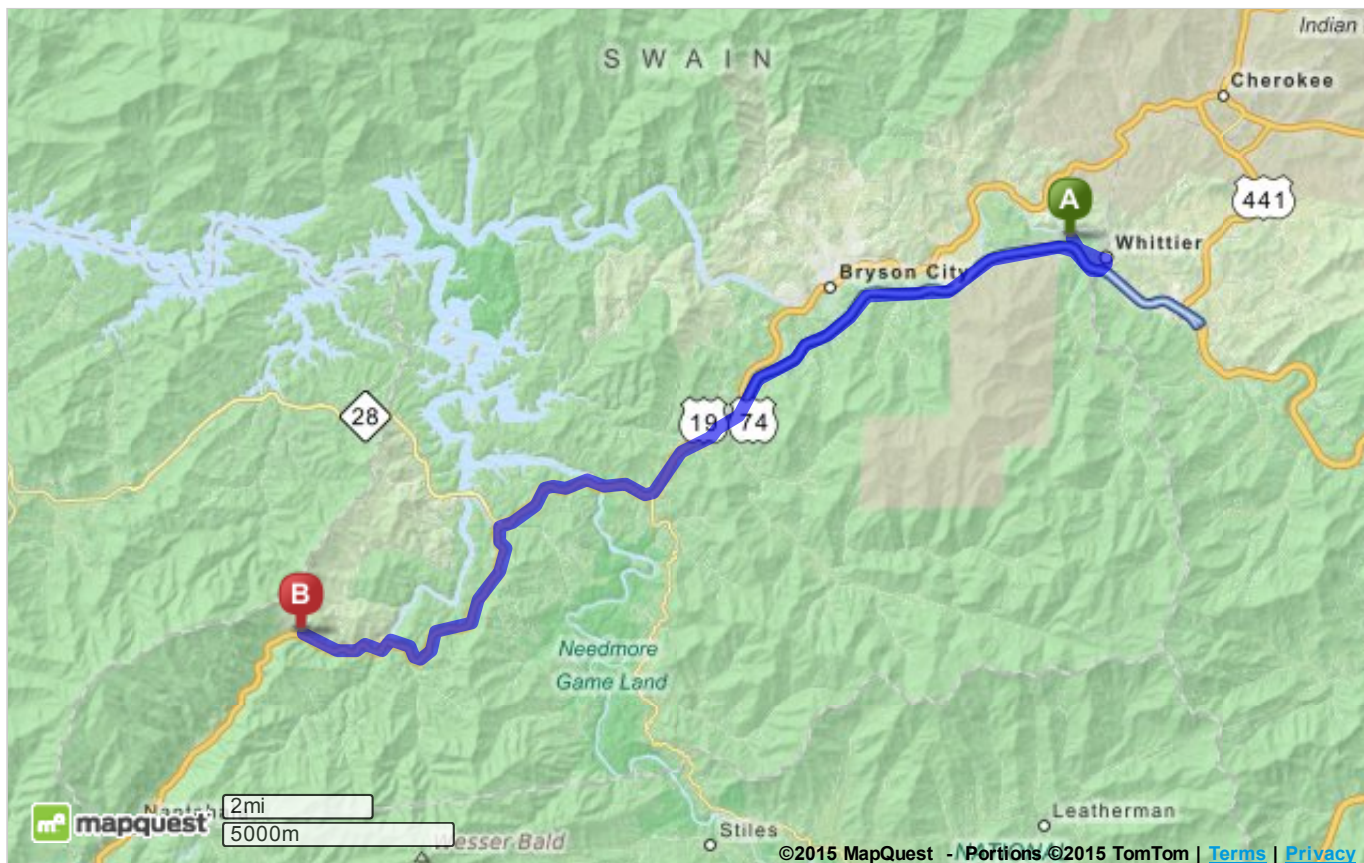 Indian
SWAIN
Cherokee
A
441
Whittier
Bryson City
28
19 74
B
Needmore
Game Land
2mi
mapquest
5000m
Leatherman
Wesser Bald
Stiles
©2015 MapQuest - Portions ©2015 TomTom | Terms | Privacy